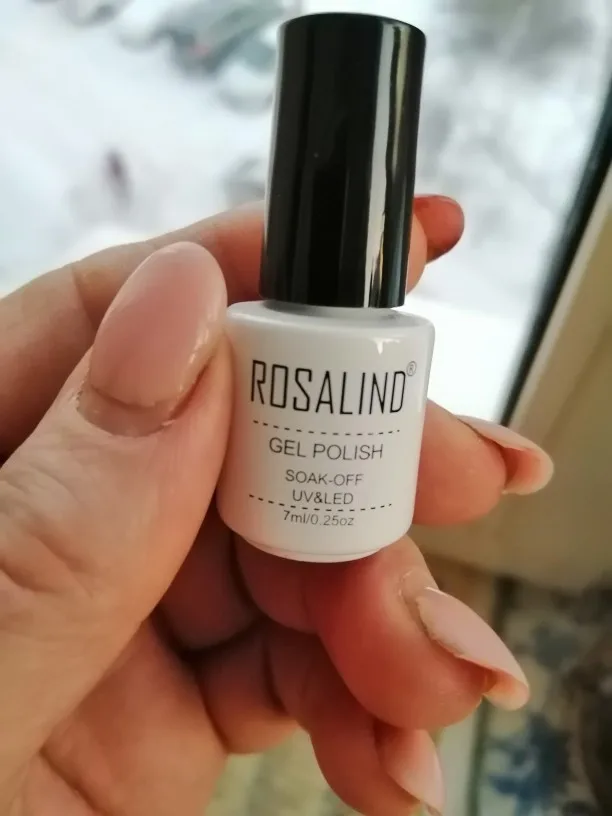 ROSALIND®
GEL POLISH
SOAK-OFF
UV&LED
7ml/0.25oz